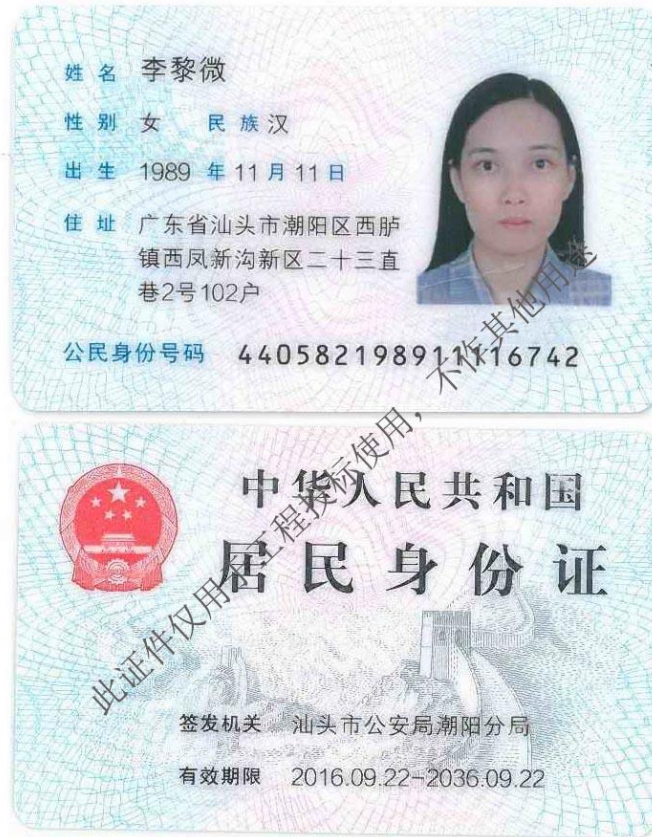 姓名 李黎微
性别 女 民族 汉
出生 1989 年 11 月 11 日
住址 广东省汕头市潮阳区西胪
镇西凤新沟新区二十三直
巷2号102户
公民身份号码 440582198911116742
中华人民共和国
居民身份证
签发机关 汕头市公安局潮阳分局
有效期限 2016.09.22-2036.09.22
此证件仅用于工程投标使用，不作其他用途